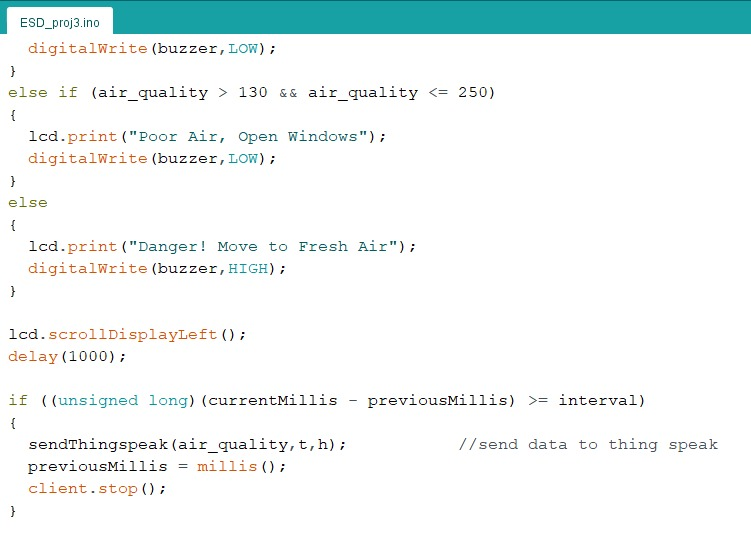 ESD_proj3.ino
digitalWrite(buzzer,LOW);
}
else if (air_quality > 130 && air_quality <= 250)
{
lcd.print("Poor Air, Open Windows");
digitalWrite(buzzer,LOW);
}
else
{
lcd.print("Danger! Move to Fresh Air");
digitalWrite(buzzer,HIGH);
}
lcd.scrollDisplayLeft();
delay(1000);
if ((unsigned long)(currentMillis - previousMillis) >= interval)
{
sendThingspeak(air_quality,t,h); //send data to thing speak
previousMillis = millis();
client.stop();
}